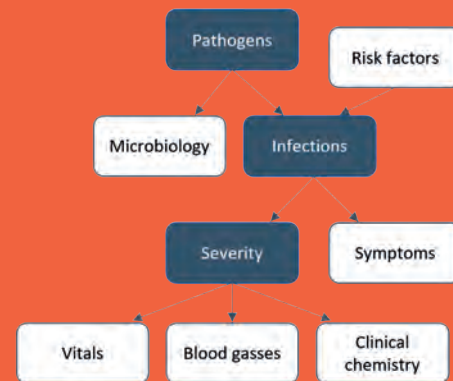 Pathogens
Risk factors
Microbiology
Infections
Severity
Symptoms
Vitals
Blood gasses
Clinical
chemistry